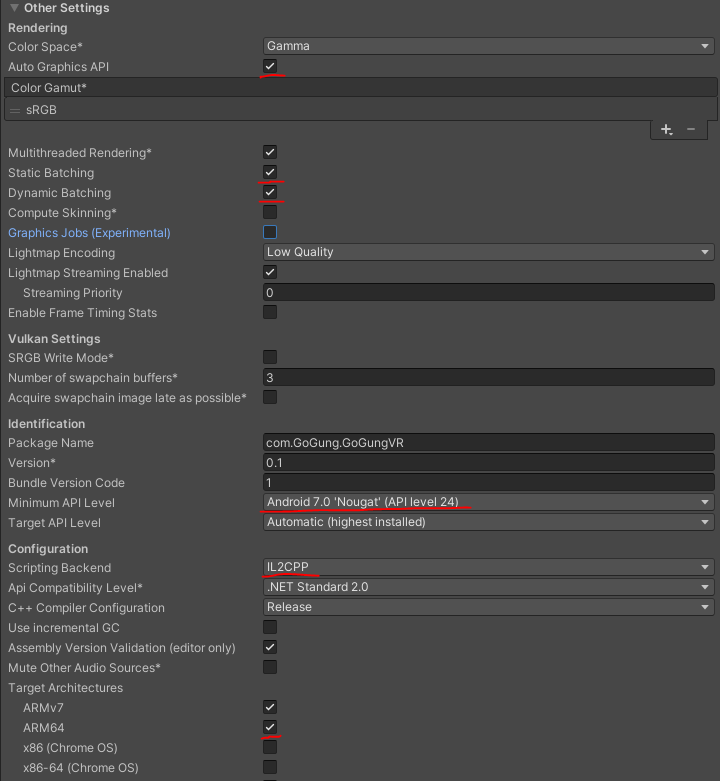 Other Settings
Rendering
Color Space* Gamma
Auto Graphics API
Color Gamut*
sRGB
Multithreaded Rendering*
Static Batching
Dynamic Batching
Compute Skinning*
Graphics Jobs (Experimental)
Lightmap Encoding Low Quality
Lightmap Streaming Enabled
Streaming Priority 0
Enable Frame Timing Stats
Vulkan Settings
SRGB Write Mode*
Number of swapchain buffers* 3
Acquire swapchain image late as possible*
Identification
Package Name com.GoGung.GoGungVR
Version* 0.1
Bundle Version Code 1
Minimum API Level Android 7.0 'Nougat' (API level 24)
Target API Level Automatic (highest installed)
Configuration
Scripting Backend IL2CPP
Api Compatibility Level* .NET Standard 2.0
C++ Compiler Configuration Release
Use incremental GC
Assembly Version Validation (editor only)
Mute Other Audio Sources*
Target Architectures
ARMv7
ARM64
x86 (Chrome OS)
x86-64 (Chrome OS)